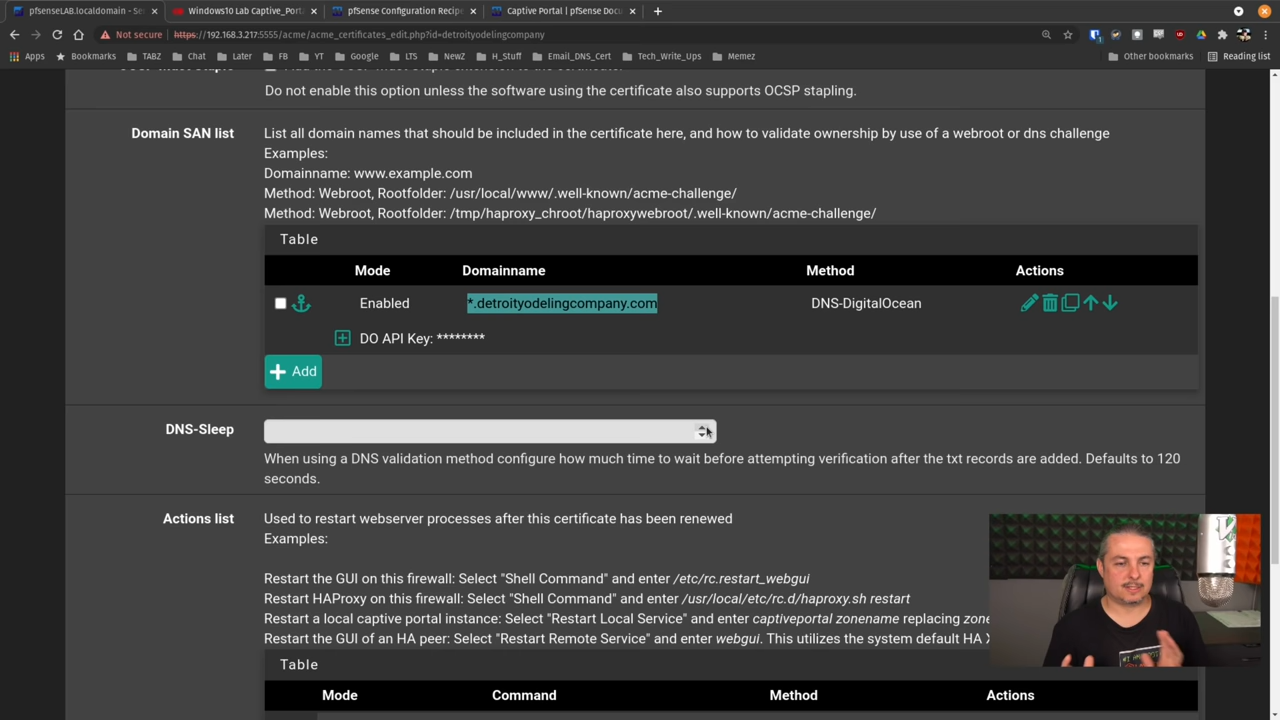 pfsenseLAB.localdomain - Se
Windows10 Lab Captive_Port
pfSense Configuration Recip
Captive Portal | pfSense Doc
Not secure
https://192.168.3.217:5555/acme/acme_certificates_edit.php?id=detroityodelingcompany
Apps
Bookmarks
TABZ
Chat
Later
FB
YT
Google
LTS
NewZ
H_Stuff
Email_DNS_Cert
Tech_Write_Ups
Memez
Other bookmarks
Reading list
Do not enable this option unless the software using the certificate also supports OCSP stapling.
Domain SAN list
List all domain names that should be included in the certificate here, and how to validate ownership by use of a webroot or dns challenge
Examples:
Domainname: www.example.com
Method: Webroot, Rootfolder: /usr/local/www/.well-known/acme-challenge/
Method: Webroot, Rootfolder: /tmp/haproxy_chroot/haproxywebroot/.well-known/acme-challenge/
Table
Mode Domainname Method Actions
Enabled *.detroityodelingcompany.com DNS-DigitalOcean
DO API Key: ********
Add
DNS-Sleep
When using a DNS validation method configure how much time to wait before attempting verification after the txt records are added. Defaults to 120
seconds.
Actions list
Used to restart webserver processes after this certificate has been renewed
Examples:
Restart the GUI on this firewall: Select "Shell Command" and enter /etc/rc.restart_webgui
Restart HAProxy on this firewall: Select "Shell Command" and enter /usr/local/etc/rc.d/haproxy.sh restart
Restart a local captive portal instance: Select "Restart Local Service" and enter captiveportal zonename replacing zone
Restart the GUI of an HA peer: Select "Restart Remote Service" and enter webgui. This utilizes the system default HA X
Table
Mode Command Method Actions